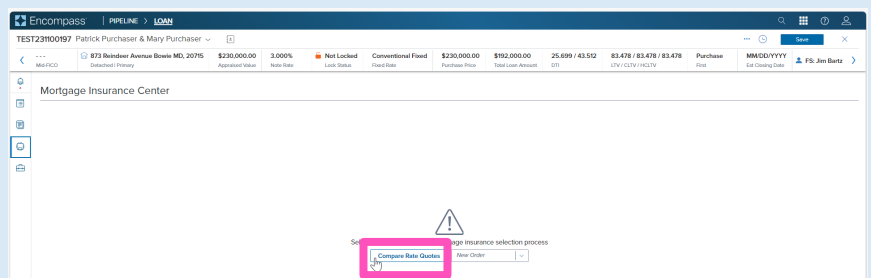 Encompass PIPELINE > LOAN
TEST231100197 Patrick Purchaser & Mary Purchaser
Save
- - -
Mid-FICO
873 Reindeer Avenue Bowie MD, 20715
Detached | Primary
$230,000.00
Appraised Value
3.000%
Note Rate
Not Locked
Lock Status
Conventional Fixed
Fixed Rate
$230,000.00
Purchase Price
$192,000.00
Total Loan Amount
25.699 / 43.512
DTI
83.478 / 83.478 / 83.478
LTV / CLTV / HCLTV
Purchase
First
MM/DD/YYYY
Est Closing Date
FS: Jim Bartz
Mortgage Insurance Center
insurance selection process
Compare Rate Quotes New Order